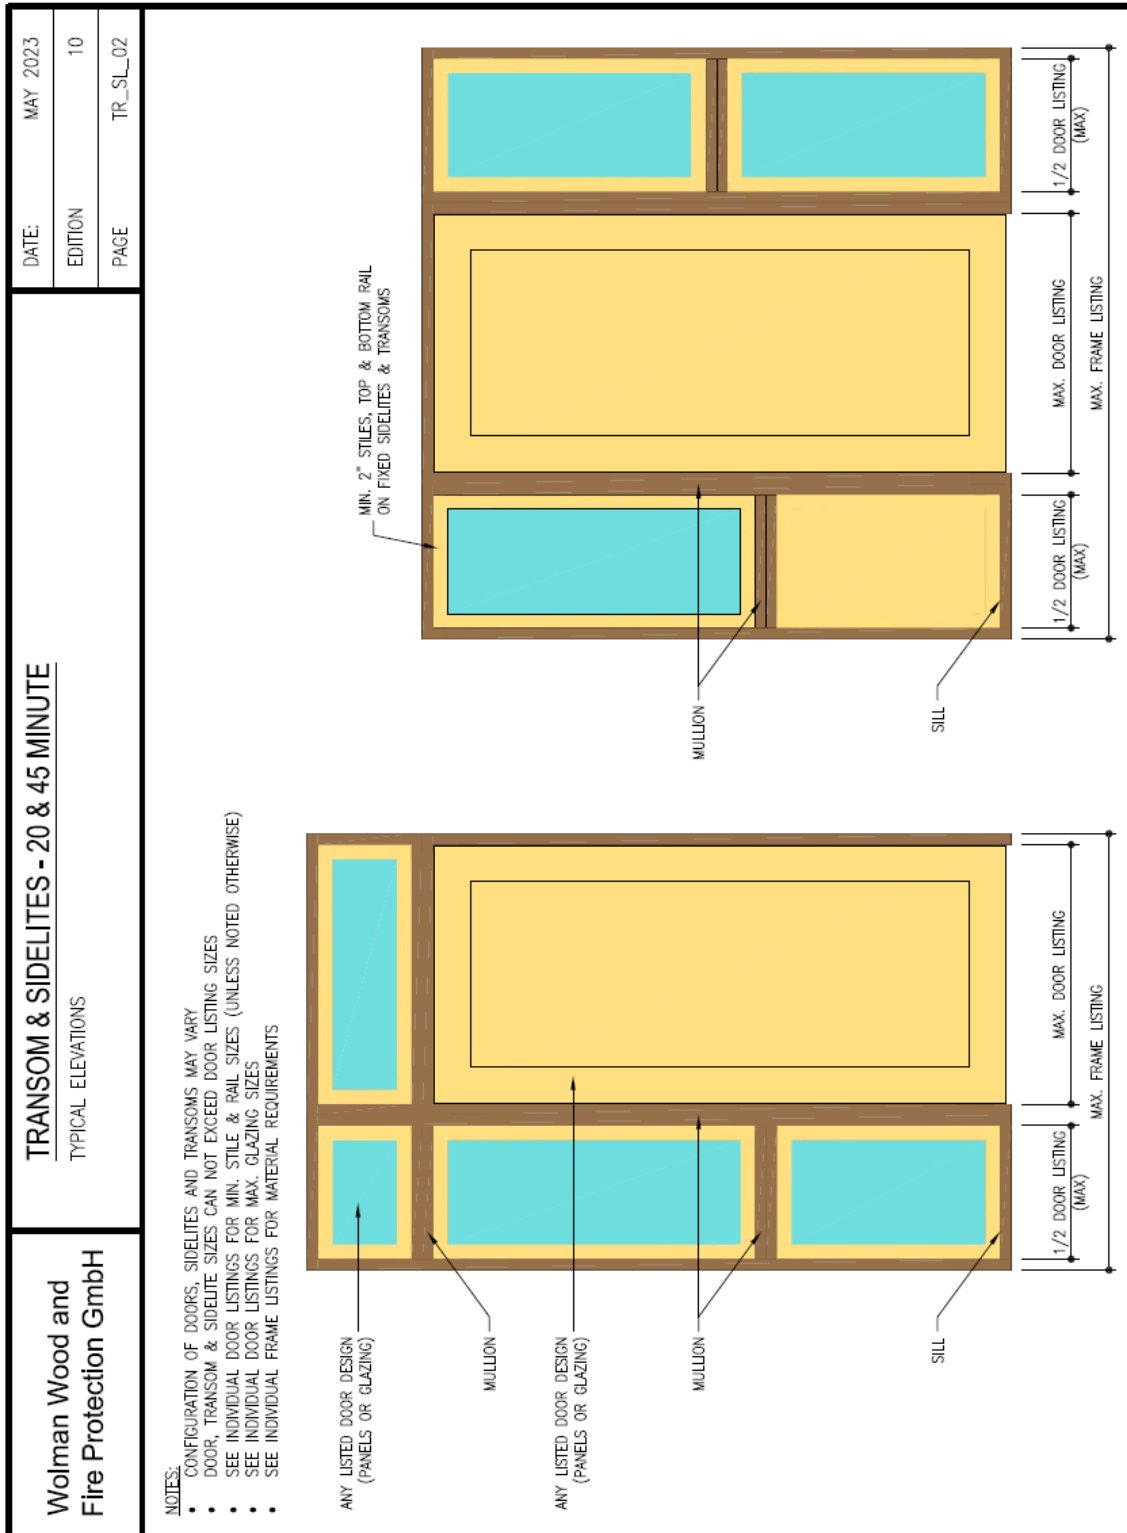 Wolman Wood and
Fire Protection GmbH
TRANSOM & SIDELITES - 20 & 45 MINUTE
TYPICAL ELEVATIONS
DATE: MAY 2023
EDITION 10
PAGE TR_SL_02
NOTES:
• CONFIGURATION OF DOORS, SIDELITES AND TRANSOMS MAY VARY
• DOOR, TRANSOM & SIDELITE SIZES CAN NOT EXCEED DOOR LISTING SIZES
• SEE INDIVIDUAL DOOR LISTINGS FOR MIN. STILE & RAIL SIZES (UNLESS NOTED OTHERWISE)
• SEE INDIVIDUAL DOOR LISTINGS FOR MAX. GLAZING SIZES
• SEE INDIVIDUAL FRAME LISTINGS FOR MATERIAL REQUIREMENTS
ANY LISTED DOOR DESIGN
(PANELS OR GLAZING)
MULLION
ANY LISTED DOOR DESIGN
(PANELS OR GLAZING)
MULLION
SILL
1/2 DOOR LISTING
(MAX)
MAX. DOOR LISTING
MAX. FRAME LISTING
MIN. 2" STILES, TOP & BOTTOM RAIL
ON FIXED SIDELITES & TRANSOMS
MULLION
SILL
1/2 DOOR LISTING
(MAX)
MAX. DOOR LISTING
1/2 DOOR LISTING
(MAX)
MAX. FRAME LISTING